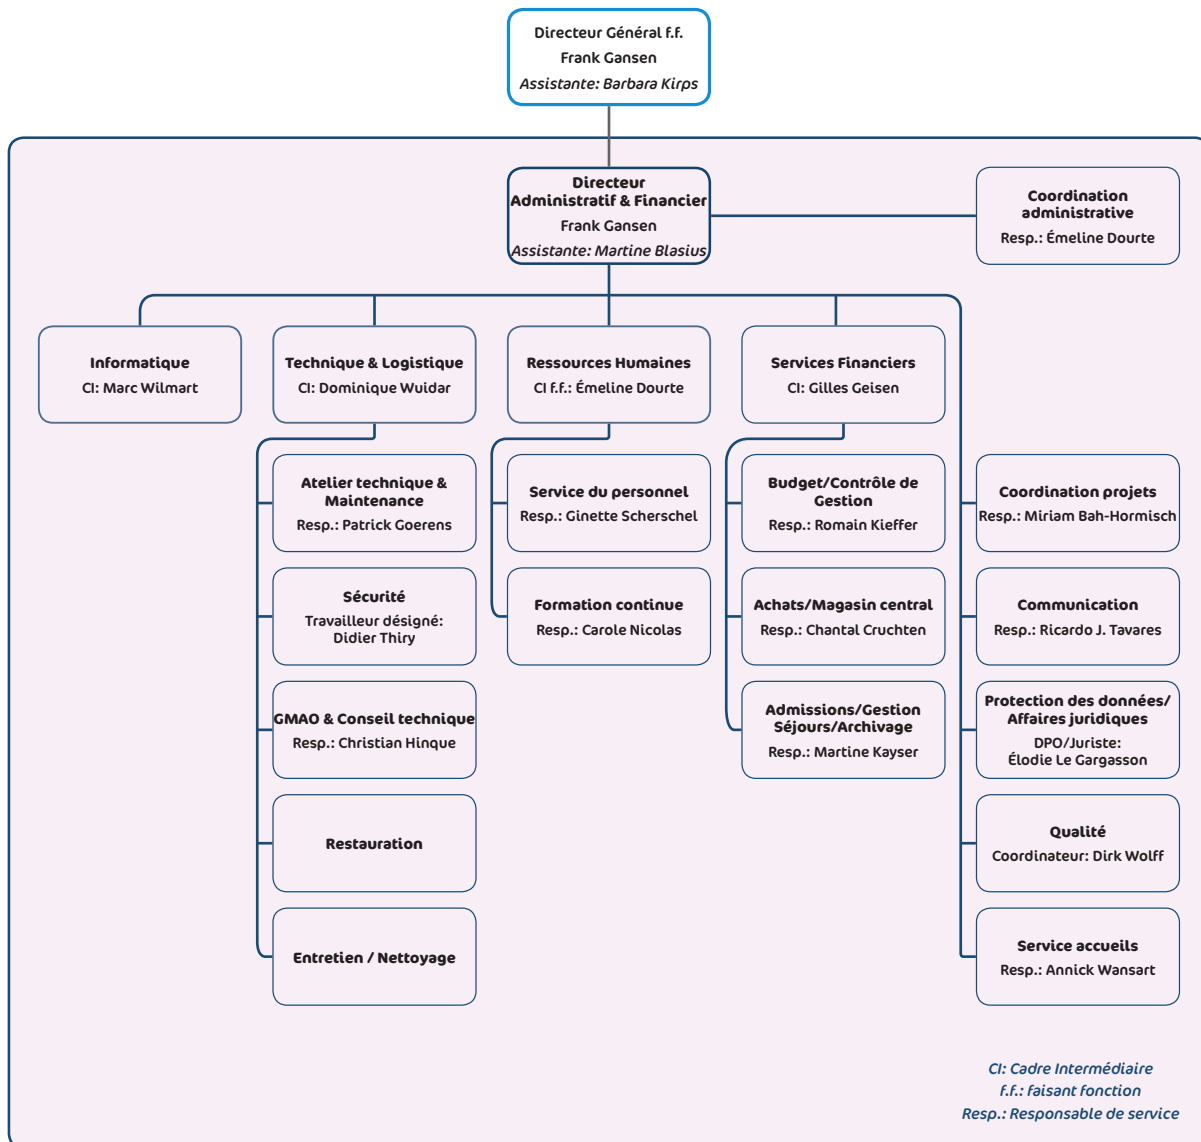 Directeur Général f.f.
Frank Gansen
Assistante: Barbara Kirps
Directeur
Administratif & Financier
Frank Gansen
Assistante: Martine Blasius
Coordination
administrative
Resp.: Émeline Dourte
Informatique
CI: Marc Wilmart
Technique & Logistique
CI: Dominique Wuidar
Ressources Humaines
CI f.f.: Émeline Dourte
Services Financiers
CI: Gilles Geisen
Atelier technique &
Maintenance
Resp.: Patrick Goerens
Sécurité
Travailleur désigné:
Didier Thiry
GMAO & Conseil technique
Resp.: Christian Hinque
Restauration
Entretien / Nettoyage
Service du personnel
Resp.: Ginette Scherschel
Formation continue
Resp.: Carole Nicolas
Budget/Contrôle de
Gestion
Resp.: Romain Kieffer
Achats/Magasin central
Resp.: Chantal Cruchten
Admissions/Gestion
Séjours/Archivage
Resp.: Martine Kayser
Coordination projets
Resp.: Miriam Bah-Hormisch
Communication
Resp.: Ricardo J. Tavares
Protection des données/
Affaires juridiques
DPO/Juriste:
Élodie Le Gargasson
Qualité
Coordinateur: Dirk Wolff
Service accueils
Resp.: Annick Wansart
CI: Cadre Intermédiaire
f.f.: faisant fonction
Resp.: Responsable de service